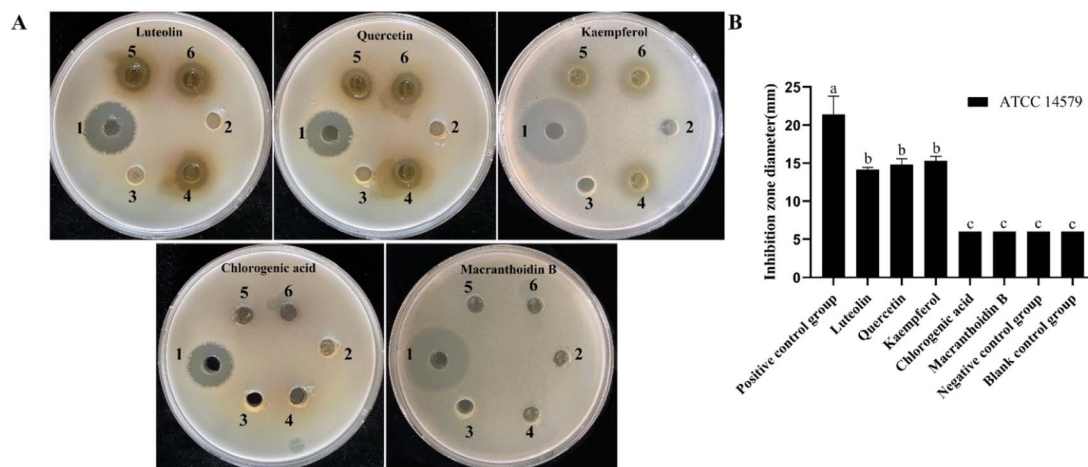 A
B
Luteolin
5
6
1
2
3
4
Quercetin
5
6
1
2
3
4
Kaempferol
5
6
1
2
3
4
Chlorogenic acid
5
6
1
2
3
4
Macranthoidin B
5
6
1
2
3
4
ATCC 14579
Inhibition zone diameter(mm)
25
20
15
10
5
0
a
b
b
b
c
c
c
c
Positive control group
Luteolin
Quercetin
Kaempferol
Chlorogenic acid
Macranthoidin B
Negative control group
Blank control group